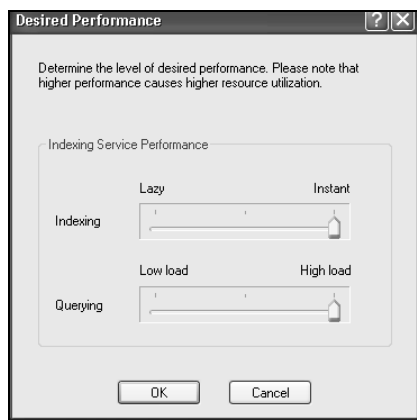 Desired Performance
Determine the level of desired performance. Please note that
higher performance causes higher resource utilization.
Indexing Service Performance
Lazy Instant
Indexing
Low load High load
Querying
OK Cancel